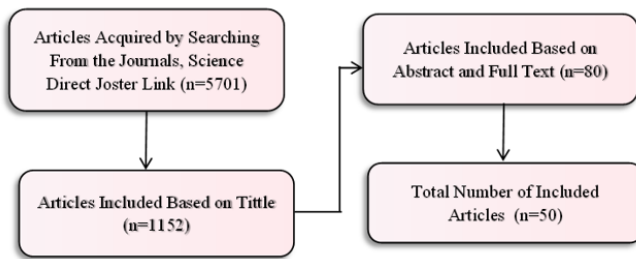 Articles Acquired by Searching
From the Journals, Science
Direct Joster Link (n=5701)
Articles Included Based on Tittle
(n=1152)
Articles Included Based on
Abstract and Full Text (n=80)
Total Number of Included
Articles (n=50)